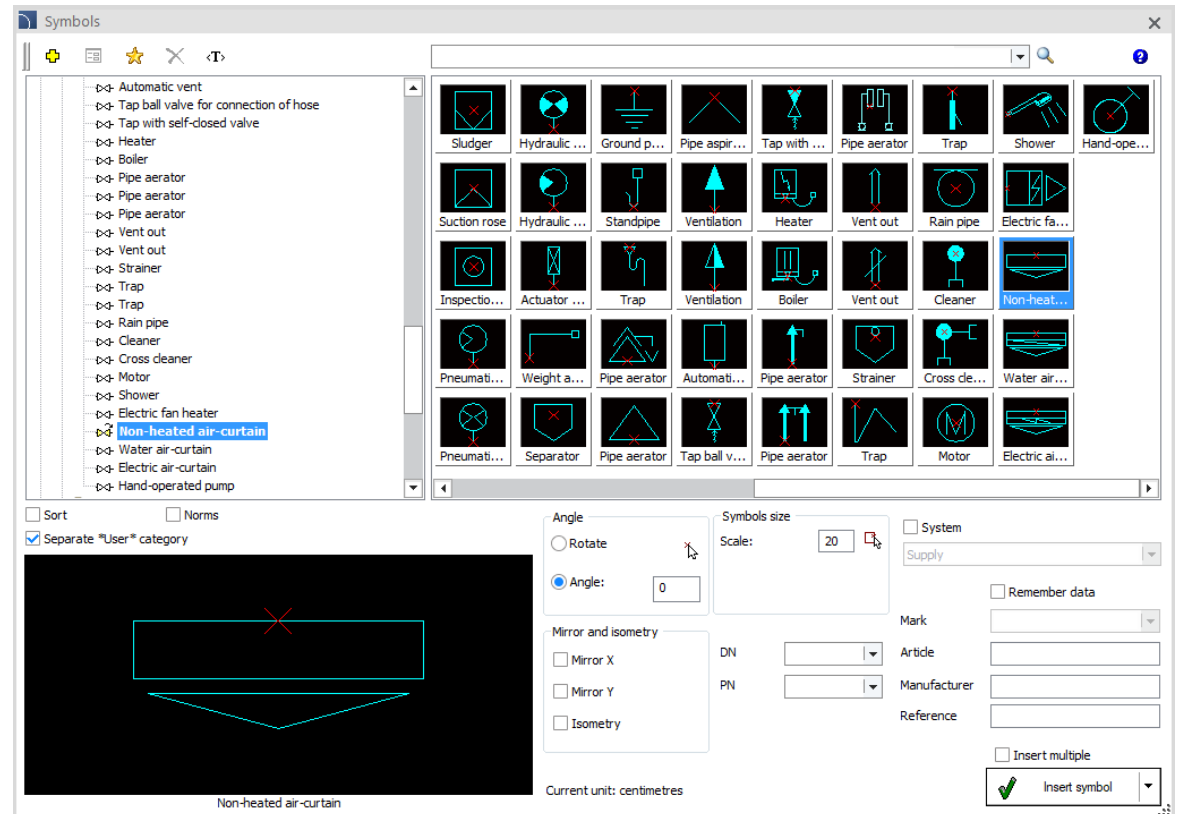 Symbols
<T>
Automatic vent
Tap ball valve for connection of hose
Tap with self-closed valve
Heater
Boiler
Pipe aerator
Pipe aerator
Pipe aerator
Vent out
Vent out
Strainer
Trap
Trap
Rain pipe
Cleaner
Cross cleaner
Motor
Shower
Electric fan heater
Non-heated air-curtain
Water air-curtain
Electric air-curtain
Hand-operated pump
Sludger Hydraulic ... Ground p... Pipe aspir... Tap with ... Pipe aerator Trap Shower Hand-ope...
Suction rose Hydraulic ... Standpipe Ventilation Heater Vent out Rain pipe Electric fa...
Inspectio... Actuator ... Trap Ventilation Boiler Vent out Cleaner Non-heat...
Pneumati... Weight a... Pipe aerator Automati... Pipe aerator Strainer Cross cle... Water air...
M
Pneumati... Separator Pipe aerator Tap ball v... Pipe aerator Trap Motor Electric ai...
Sort Norms
Separate *User* category
Non-heated air-curtain
Angle
Rotate
Angle: 0
Mirror and isometry
Mirror X
Mirror Y
Isometry
Current unit: centimetres
Symbols size
Scale: 20
DN
PN
System
Supply
Remember data
Mark
Article
Manufacturer
Reference
Insert multiple
Insert symbol